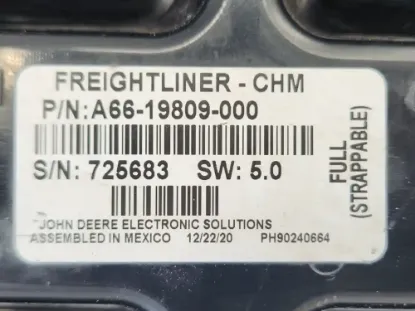 FREIGHTLINER - CHM
P/N: A66-19809-000
S/N: 725683 SW: 5.0
FULL
(STRAPPABLE)
JOHN DEERE ELECTRONIC SOLUTIONS
ASSEMBLED IN MEXICO 12/22/20 PH90240664